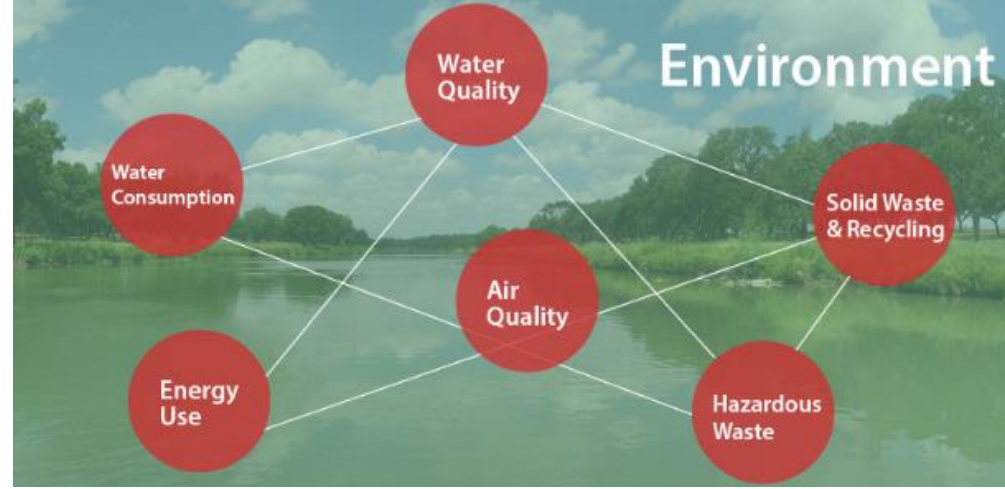 Environment
Water
Quality
Water
Consumption
Solid Waste
& Recycling
Air
Quality
Energy
Use
Hazardous
Waste